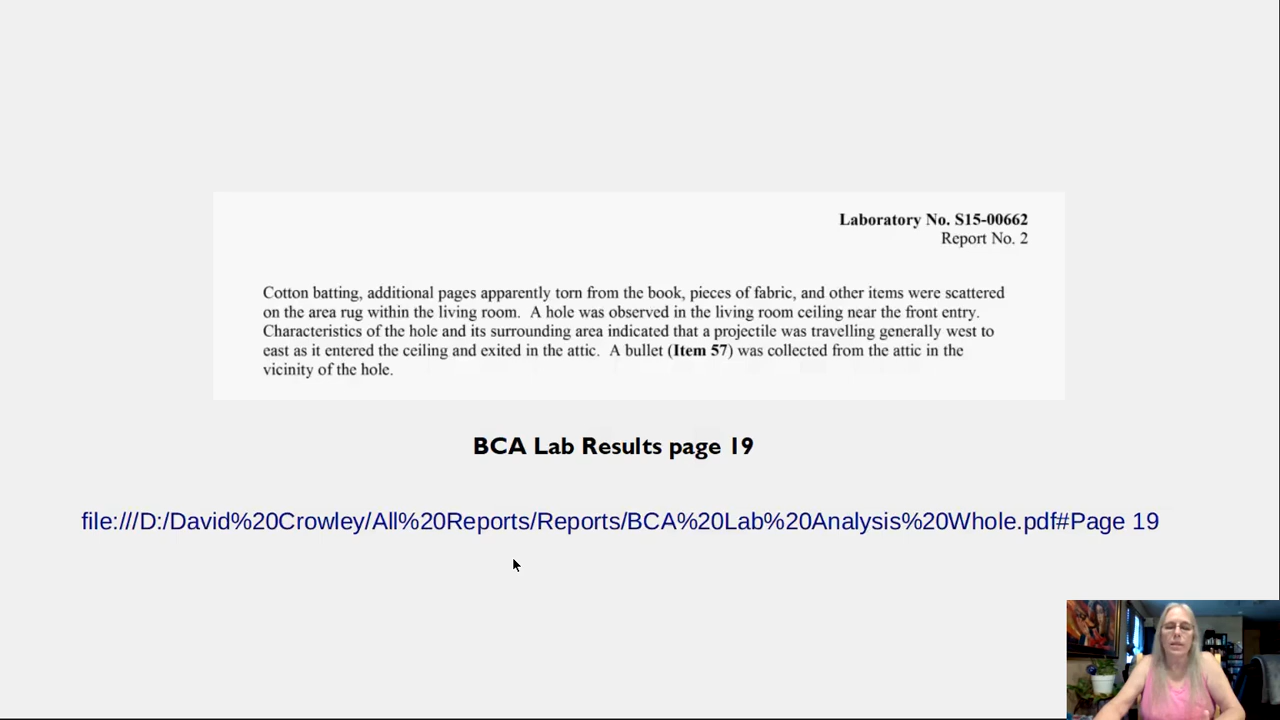 Laboratory No. S15-00662
Report No. 2
Cotton batting, additional pages apparently torn from the book, pieces of fabric, and other items were scattered
on the area rug within the living room.  A hole was observed in the living room ceiling near the front entry.
Characteristics of the hole and its surrounding area indicated that a projectile was travelling generally west to
east as it entered the ceiling and exited in the attic.  A bullet (Item 57) was collected from the attic in the
vicinity of the hole.
BCA Lab Results page 19
file:///D:/David%20Crowley/All%20Reports/Reports/BCA%20Lab%20Analysis%20Whole.pdf#Page 19